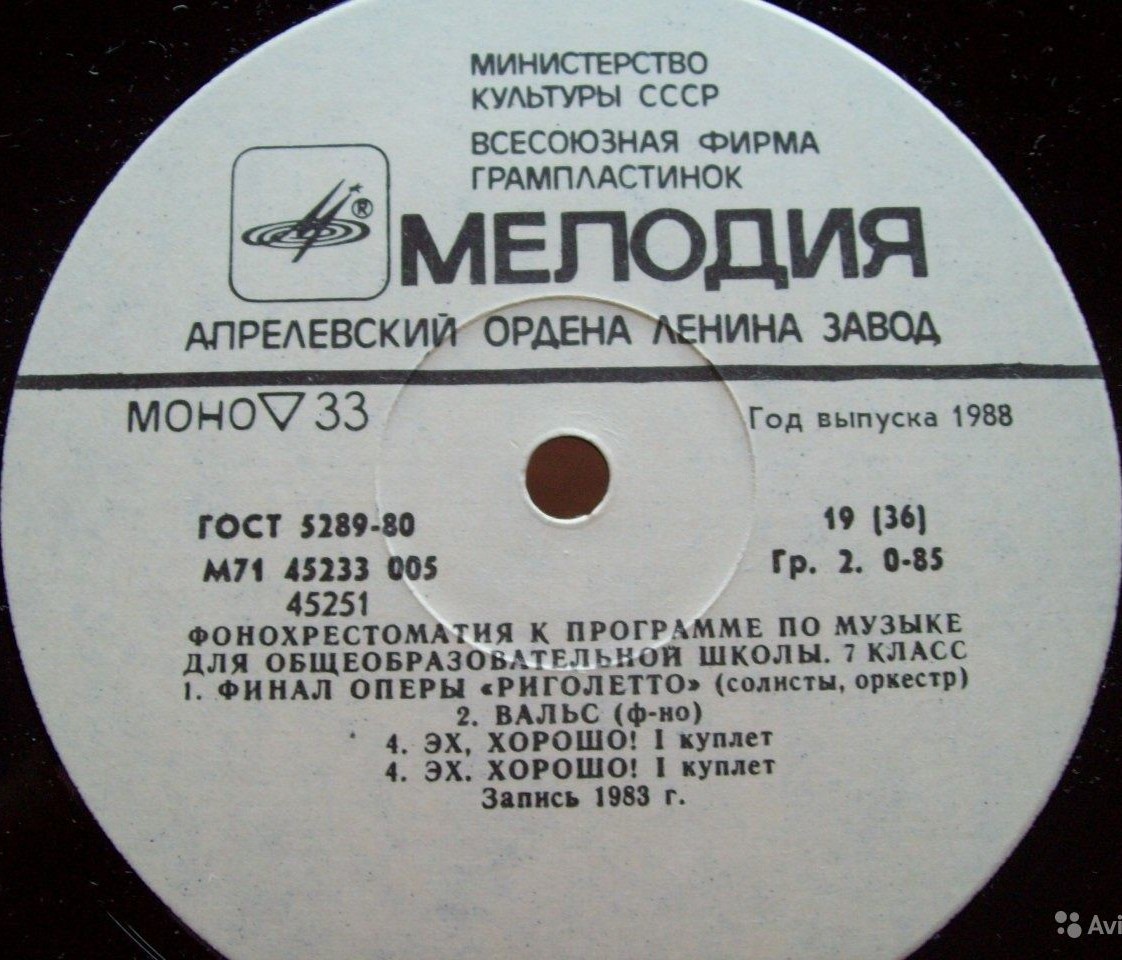 МИНИСТЕРСТВО
КУЛЬТУРЫ СССР
ВСЕСОЮЗНАЯ ФИРМА
ГРАМПЛАСТИНОК
®
МЕЛОДИЯ
АПРЕЛЕВСКИЙ ОРДЕНА ЛЕНИНА ЗАВОД
МОНО ▽ 33
Год выпуска 1988
ГОСТ 5289-80
19 (36)
М71 45233 005
Гр. 2. 0-85
45251
ФОНОХРЕСТОМАТИЯ К ПРОГРАММЕ ПО МУЗЫКЕ
ДЛЯ ОБЩЕОБРАЗОВАТЕЛЬНОЙ ШКОЛЫ. 7 КЛАСС
1. ФИНАЛ ОПЕРЫ «РИГОЛЕТТО» (солисты, оркестр)
2. ВАЛЬС (ф-но)
4. ЭХ, ХОРОШО! I куплет
4. ЭХ. ХОРОШО! I куплет
Запись 1983 г.
Avi